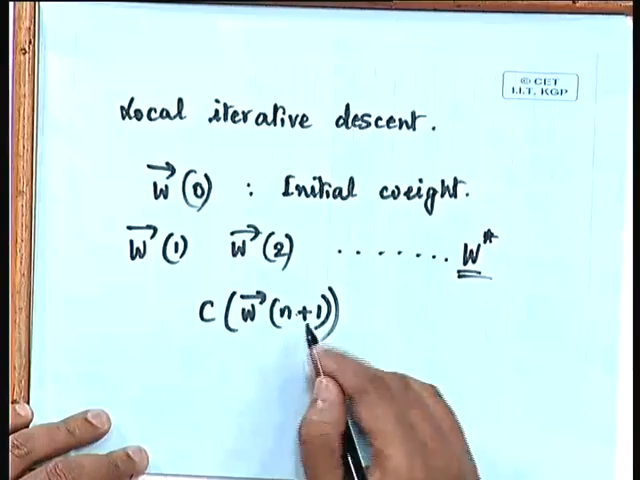 © CET
I.I.T. KGP
Local iterative descent.
w⃗(0) : Initial weight.
w⃗(1) w⃗(2) ........ w*
C(w⃗(n+1))